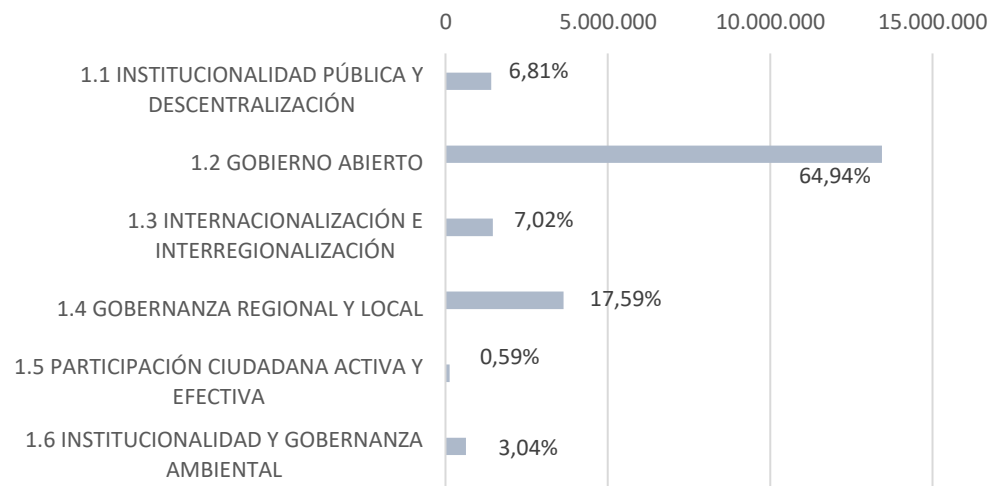 0 5.000.000 10.000.000 15.000.000
1.1 INSTITUCIONALIDAD PÚBLICA Y
DESCENTRALIZACIÓN
6,81%
1.2 GOBIERNO ABIERTO
64,94%
1.3 INTERNACIONALIZACIÓN E
INTERREGIONALIZACIÓN
7,02%
1.4 GOBERNANZA REGIONAL Y LOCAL
17,59%
1.5 PARTICIPACIÓN CIUDADANA ACTIVA Y
EFECTIVA
0,59%
1.6 INSTITUCIONALIDAD Y GOBERNANZA
AMBIENTAL
3,04%